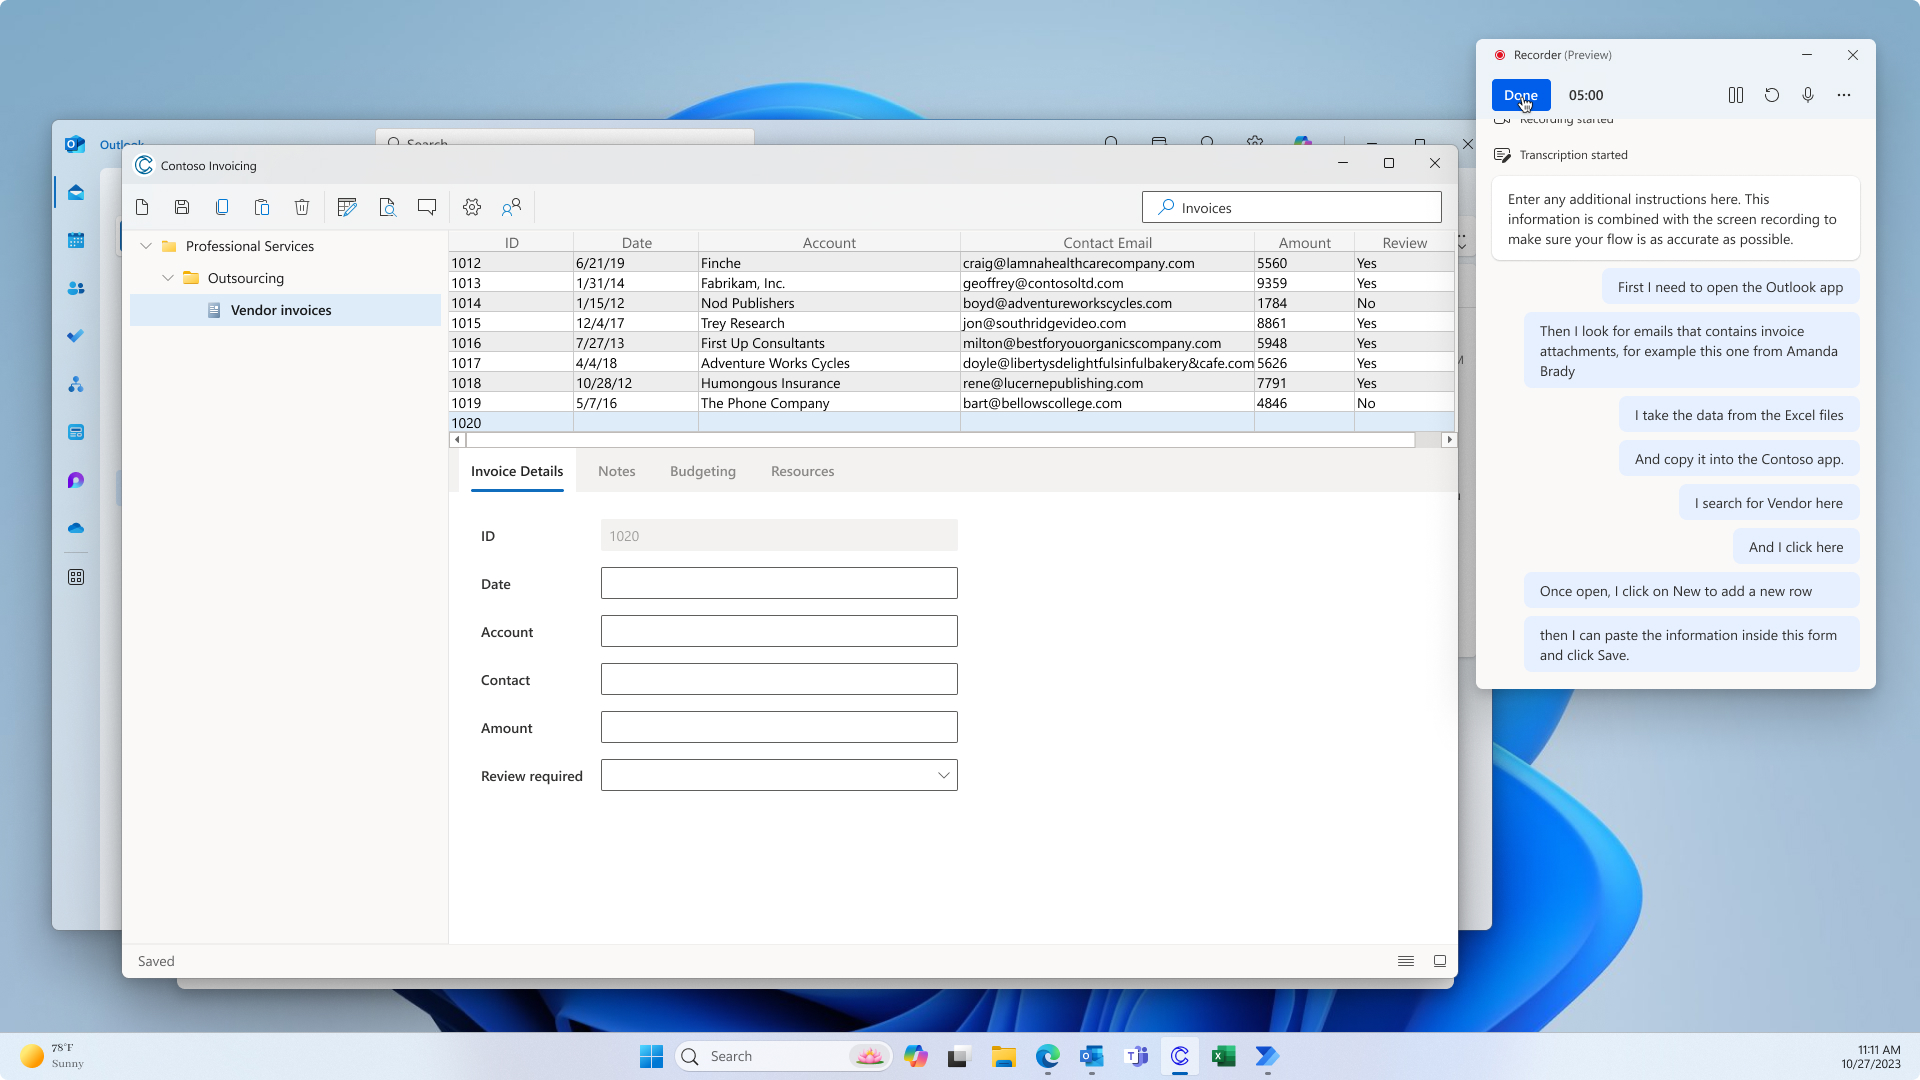 Recorder (Preview)
Done
05:00
Recording started
Transcription started
Enter any additional instructions here. This
information is combined with the screen recording to
make sure your flow is as accurate as possible.
First I need to open the Outlook app
Then I look for emails that contains invoice
attachments, for example this one from Amanda
Brady
I take the data from the Excel files
And copy it into the Contoso app.
I search for Vendor here
And I click here
Once open, I click on New to add a new row
then I can paste the information inside this form
and click Save.
Outlook
Search
Contoso Invoicing
Invoices
Professional Services
Outsourcing
Vendor invoices
ID Date Account Contact Email Amount Review
1012 6/21/19 Finche craig@lamnahealthcarecompany.com 5560 Yes
1013 1/31/14 Fabrikam, Inc. geoffrey@contosoltd.com 9359 Yes
1014 1/15/12 Nod Publishers boyd@adventureworkscycles.com 1784 No
1015 12/4/17 Trey Research jon@southridgevideo.com 8861 Yes
1016 7/27/13 First Up Consultants milton@bestforyouorganicscompany.com 5948 Yes
1017 4/4/18 Adventure Works Cycles doyle@libertysdelightfulsinfulbakery&cafe.com 5626 Yes
1018 10/28/12 Humongous Insurance rene@lucernepublishing.com 7791 Yes
1019 5/7/16 The Phone Company bart@bellowscollege.com 4846 No
1020
Invoice Details Notes Budgeting Resources
ID 1020
Date
Account
Contact
Amount
Review required
Saved
78°F
Sunny
Search
11:11 AM
10/27/2023